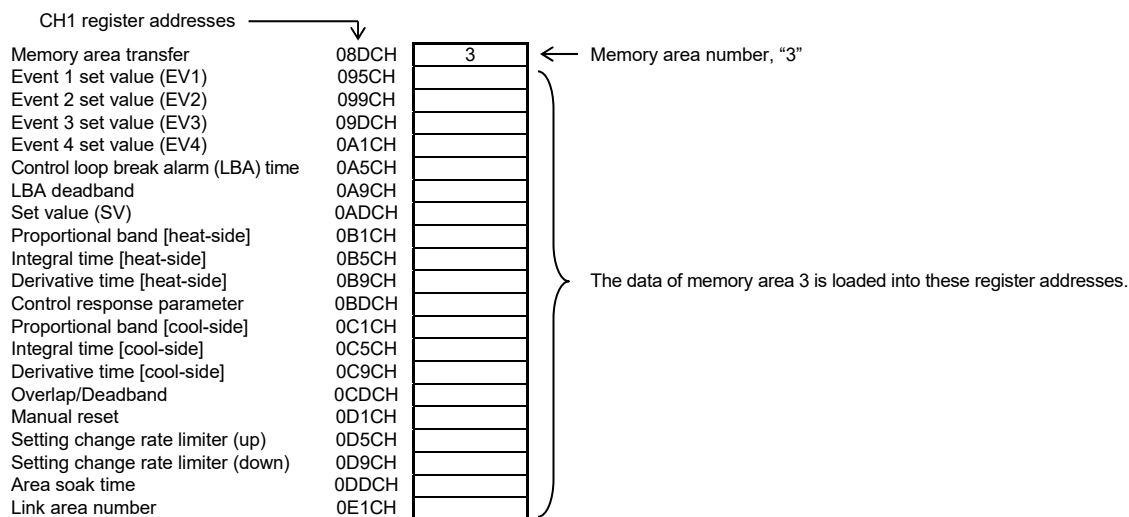 CH1 register addresses
Memory area transfer 08DCH 3 Memory area number, “3”
Event 1 set value (EV1) 095CH
Event 2 set value (EV2) 099CH
Event 3 set value (EV3) 09DCH
Event 4 set value (EV4) 0A1CH
Control loop break alarm (LBA) time 0A5CH
LBA deadband 0A9CH
Set value (SV) 0ADCH
Proportional band [heat-side] 0B1CH
Integral time [heat-side] 0B5CH
Derivative time [heat-side] 0B9CH The data of memory area 3 is loaded into these register addresses.
Control response parameter 0BDCH
Proportional band [cool-side] 0C1CH
Integral time [cool-side] 0C5CH
Derivative time [cool-side] 0C9CH
Overlap/Deadband 0CDCH
Manual reset 0D1CH
Setting change rate limiter (up) 0D5CH
Setting change rate limiter (down) 0D9CH
Area soak time 0DDCH
Link area number 0E1CH